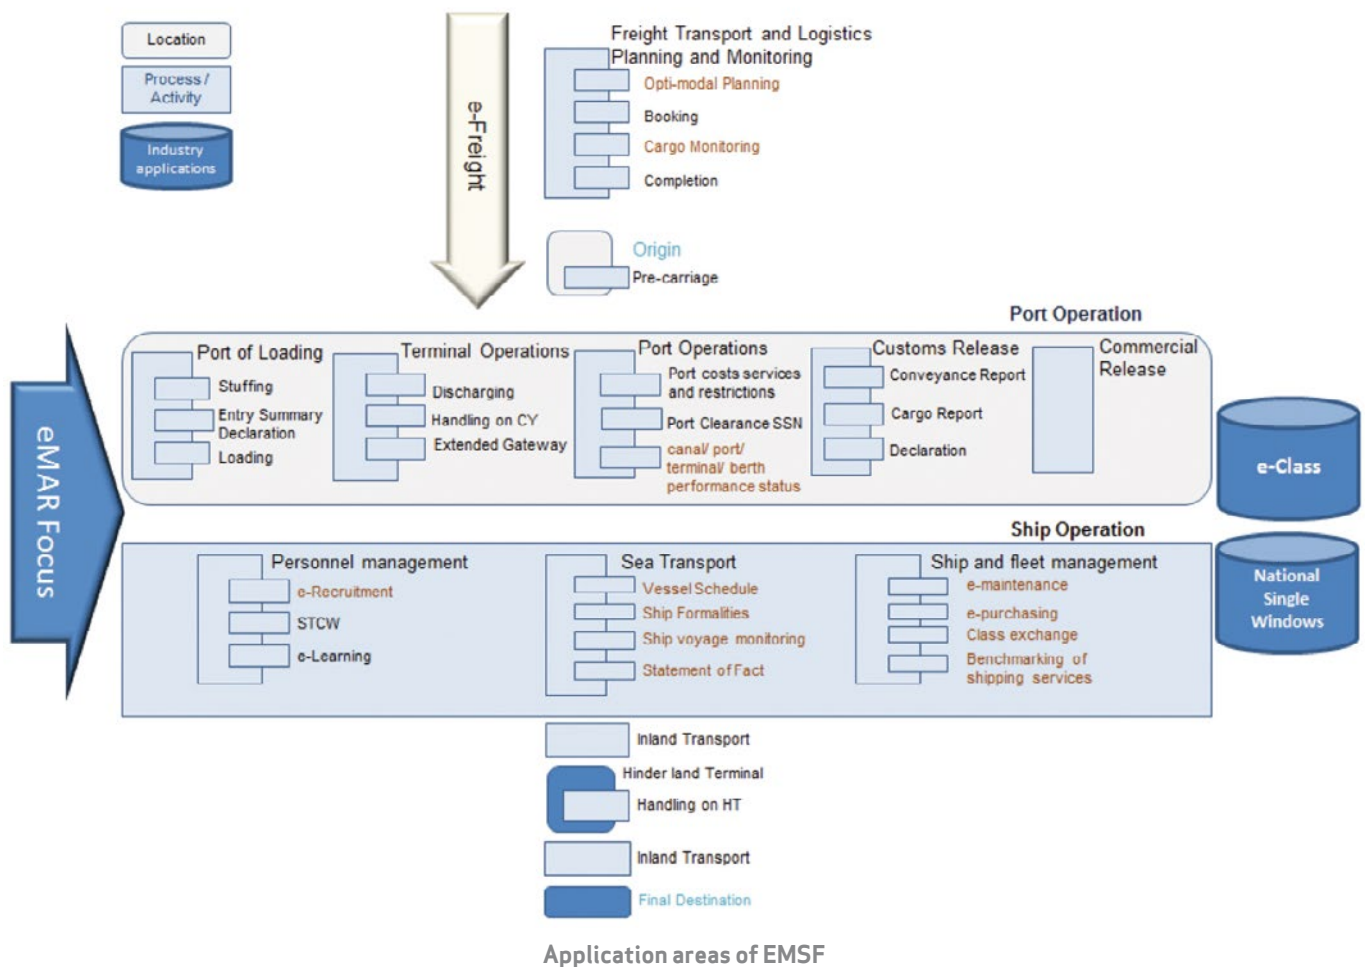 Location
Process /
Activity
Industry
applications
e-Freight
Freight Transport and Logistics
Planning and Monitoring
Opti-modal Planning
Booking
Cargo Monitoring
Completion
Origin
Pre-carriage
eMAR Focus
Port Operation
Port of Loading
Stuffing
Entry Summary
Declaration
Loading
Terminal Operations
Discharging
Handling on CY
Extended Gateway
Port Operations
Port costs services
and restrictions
Port Clearance SSN
canal/ port/
terminal/ berth
performance status
Customs Release
Conveyance Report
Cargo Report
Declaration
Commercial
Release
e-Class
Ship Operation
Personnel management
e-Recruitment
STCW
e-Learning
Sea Transport
Vessel Schedule
Ship Formalities
Ship voyage monitoring
Statement of Fact
Ship and fleet management
e-maintenance
e-purchasing
Class exchange
Benchmarking of
shipping services
National
Single
Windows
Inland Transport
Hinder land Terminal
Handling on HT
Inland Transport
Final Destination
Application areas of EMSF